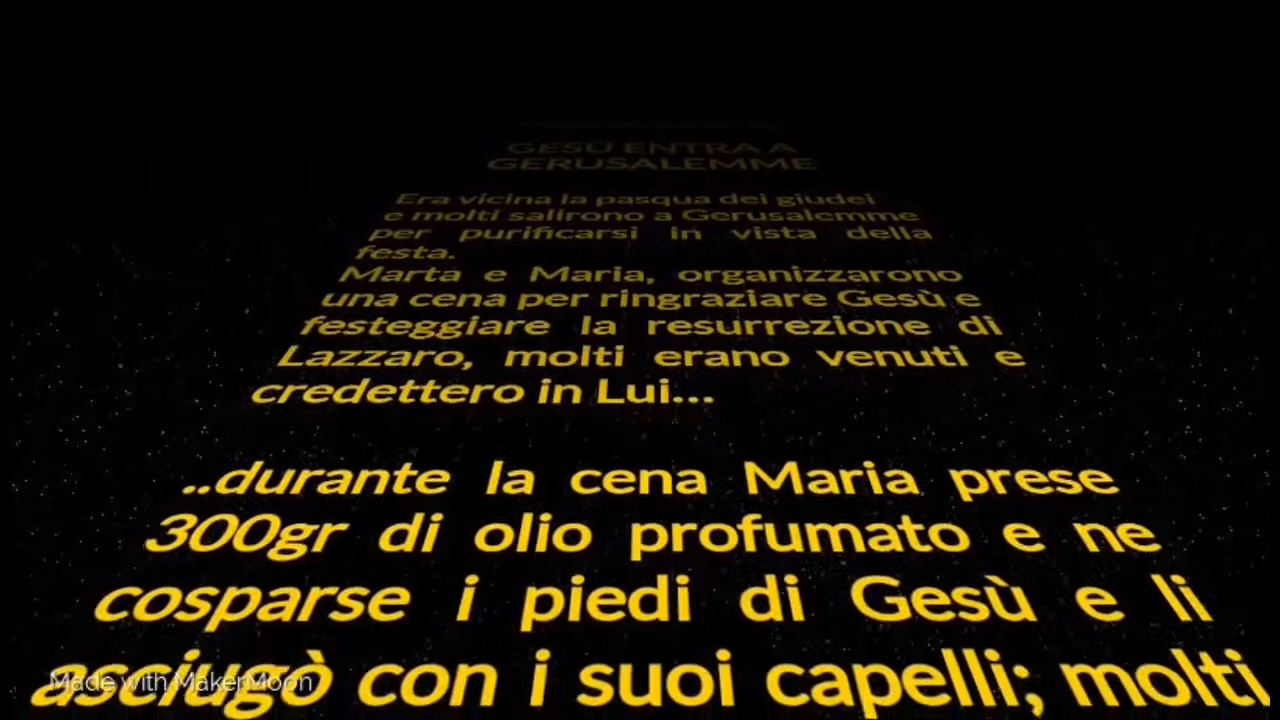 GESÙ ENTRA A
GERUSALEMME
Era vicina la pasqua dei giudei
e molti salirono a Gerusalemme
per purificarsi in vista della
festa.
Marta e Maria, organizzarono
una cena per ringraziare Gesù e
festeggiare la resurrezione di
Lazzaro, molti erano venuti e
credettero in Lui...
..durante la cena Maria prese
300gr di olio profumato e ne
cosparse i piedi di Gesù e li
asciugò con i suoi capelli; molti
Made with MakerMoon